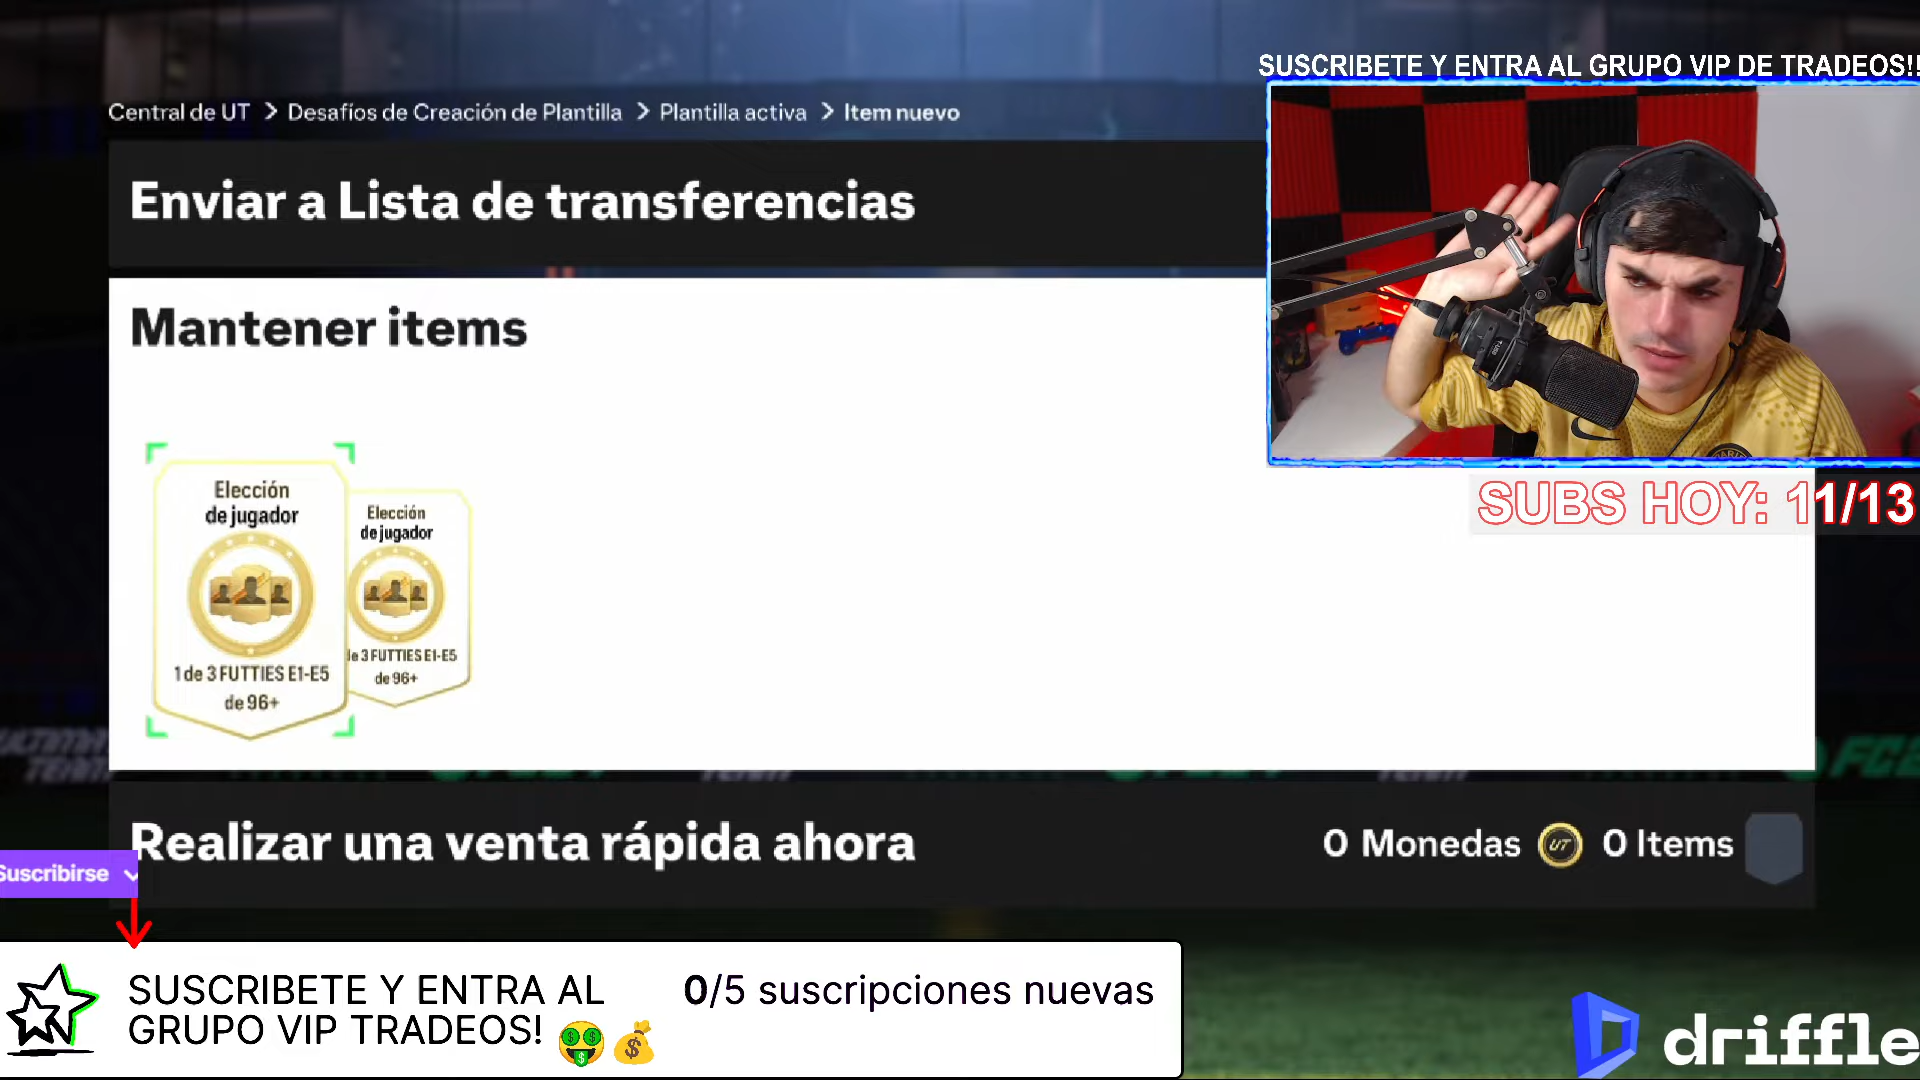 SUSCRIBETE Y ENTRA AL GRUPO VIP DE TRADEOS!!
Central de UT > Desafíos de Creación de Plantilla > Plantilla activa > Item nuevo
Enviar a Lista de transferencias
Mantener items
Elección
de jugador
1 de 3 FUTTIES E1-E5
de 96+
Elección
de jugador
de 3 FUTTIES E1-E5
de 96+
SUBS HOY: 11/13
Realizar una venta rápida ahora
0 Monedas UT 0 Items
Suscribirse
SUSCRIBETE Y ENTRA AL
GRUPO VIP TRADEOS!
0/5 suscripciones nuevas
driffle